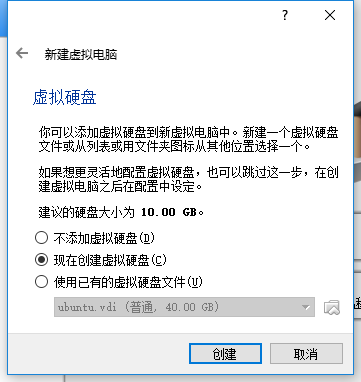 ?
新建虚拟电脑
虚拟硬盘
你可以添加虚拟硬盘到新虚拟电脑中。新建一个虚拟硬盘
文件或从列表或用文件夹图标从其他位置选择一个。
如果想更灵活地配置虚拟硬盘，也可以跳过这一步，在创
建虚拟电脑之后在配置中设定。
建议的硬盘大小为 10.00 GB。
不添加虚拟硬盘(D)
现在创建虚拟硬盘(C)
使用已有的虚拟硬盘文件(U)
ubuntu.vdi (普通, 40.00 GB)
创建
取消